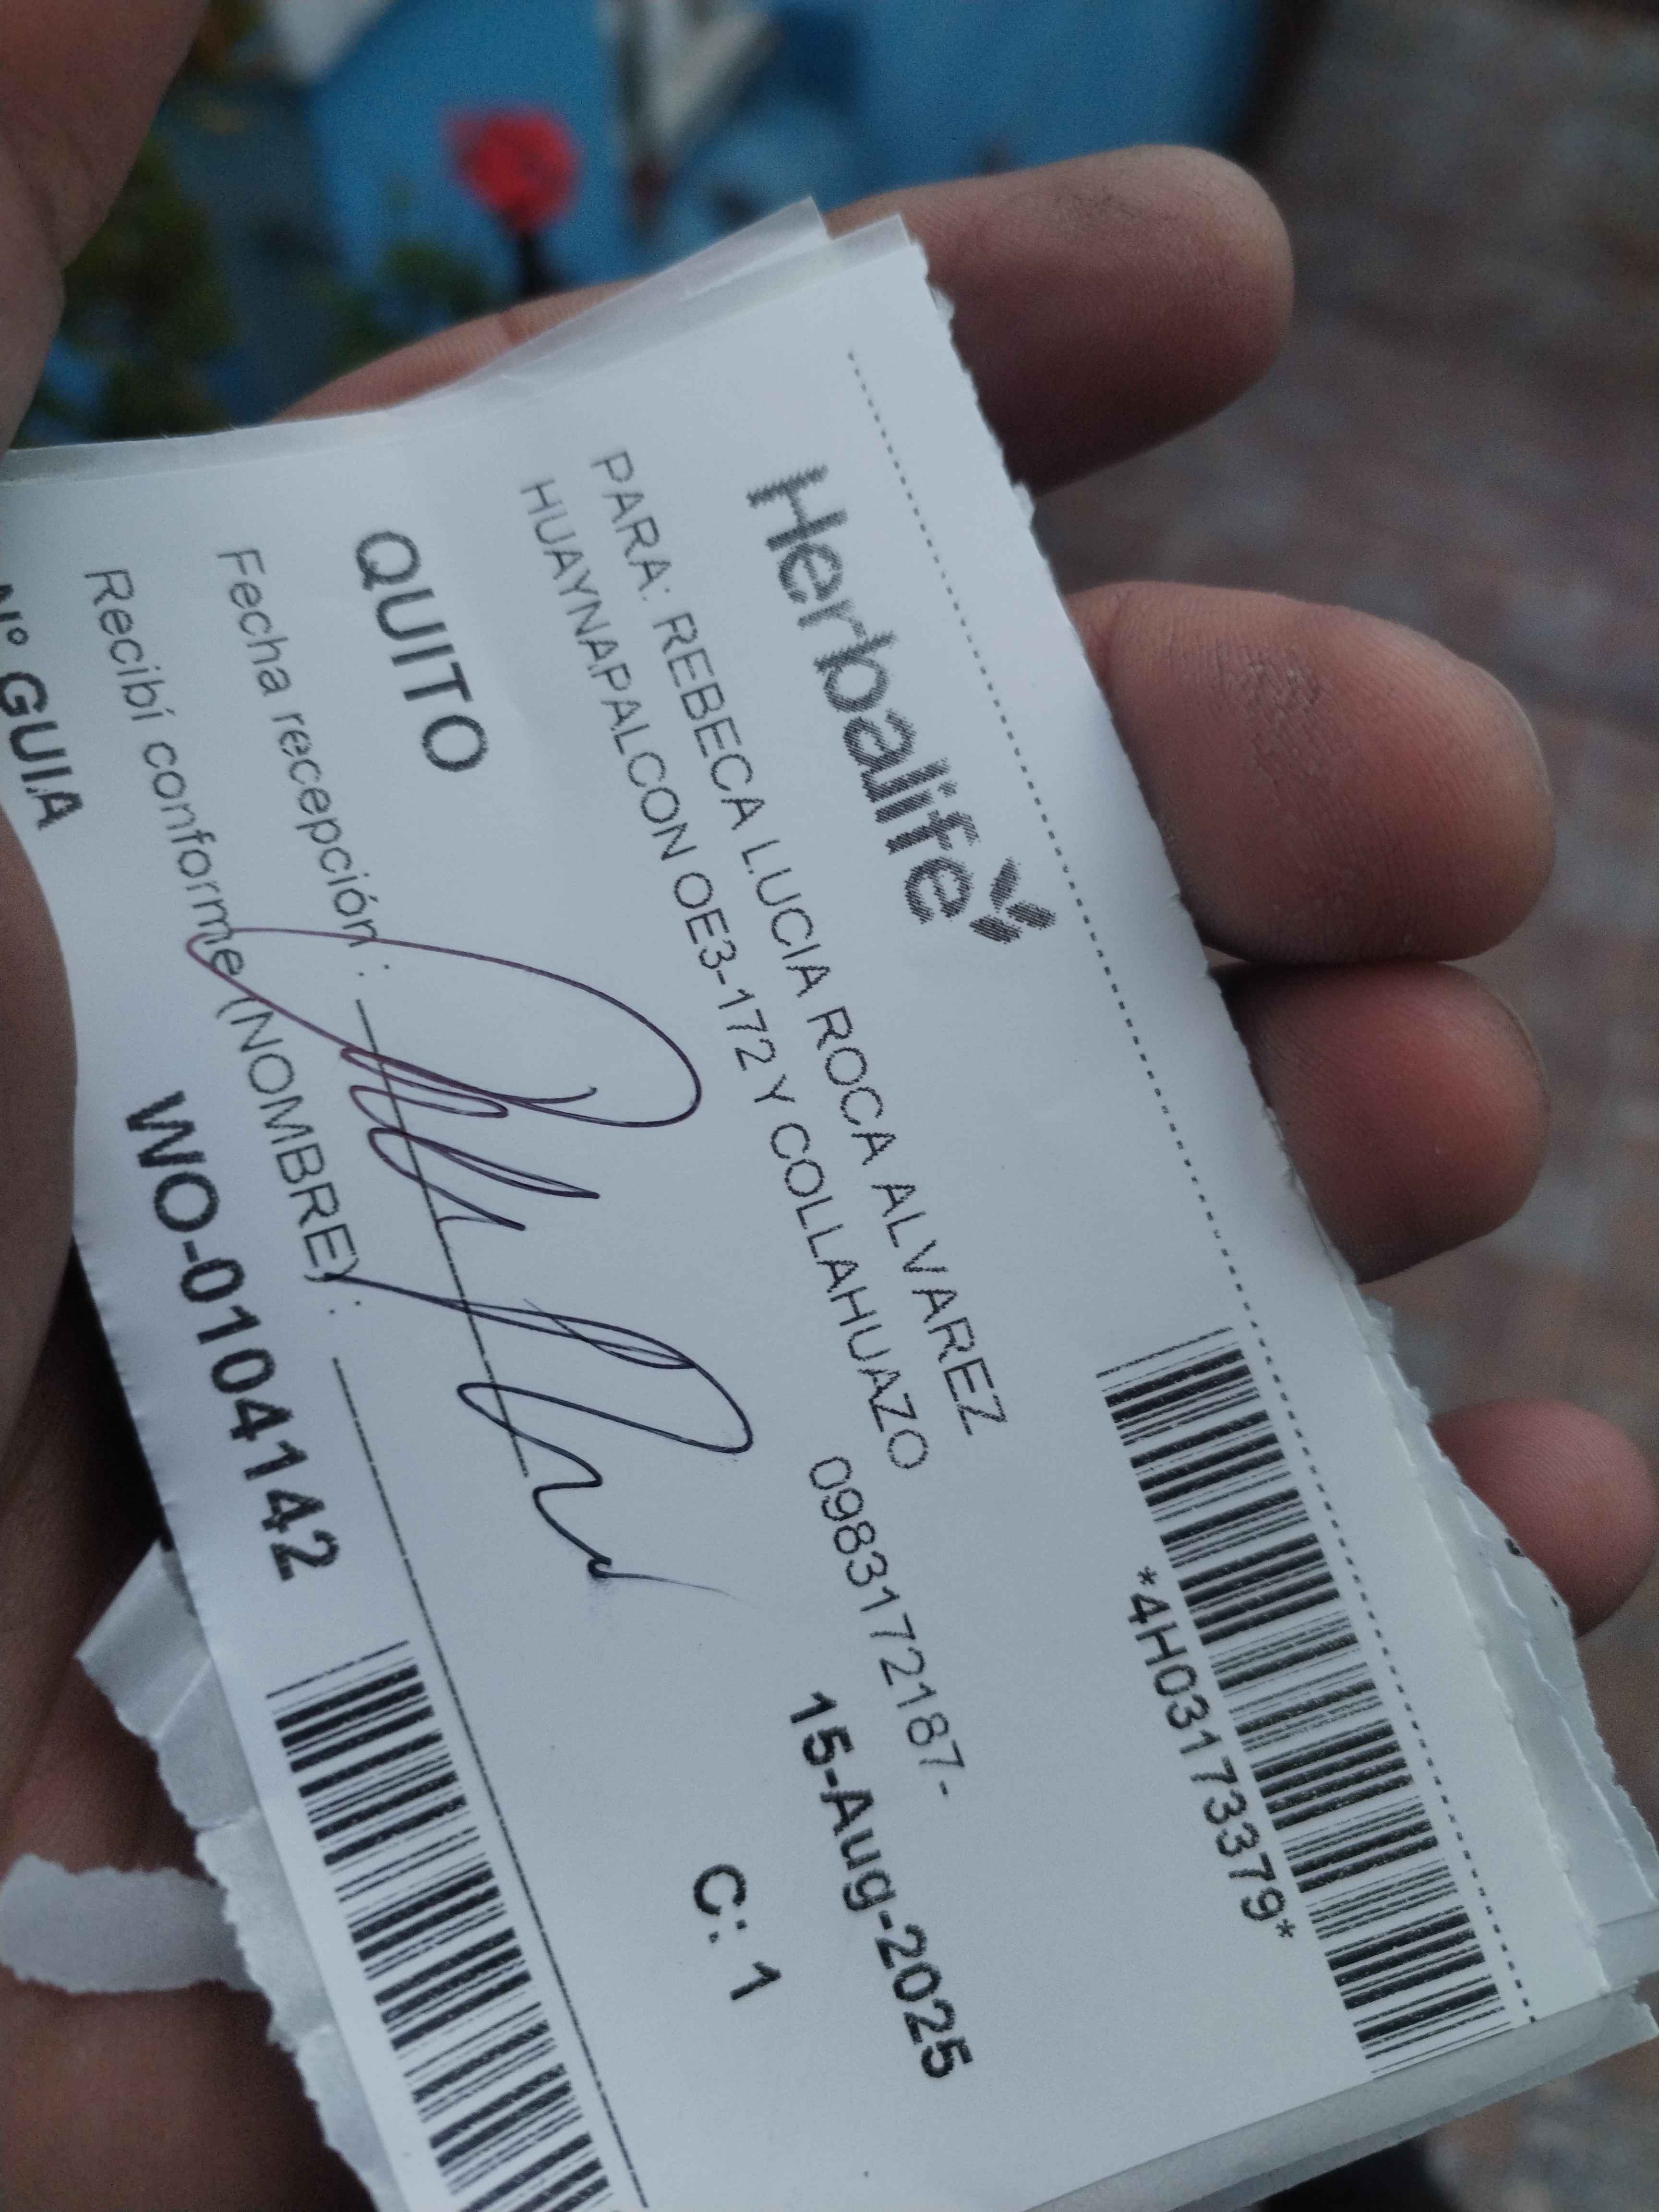 Herbalife
*4H03173379*
PARA: REBECA LUCIA ROCA ALVAREZ
HUAYNAPALCON OE3-172 Y COLLAHUAZO
0983172187-
15-Aug-2025
QUITO
C: 1
Fecha recepción :
Recibí conforme (NOMBRE) :
Nº GUIA
WO-0104142